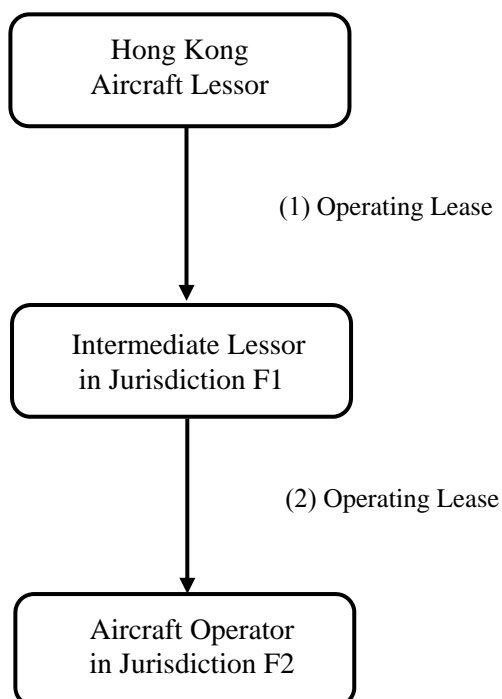 Hong Kong
Aircraft Lessor
(1) Operating Lease
Intermediate Lessor
in Jurisdiction F1
(2) Operating Lease
Aircraft Operator
in Jurisdiction F2